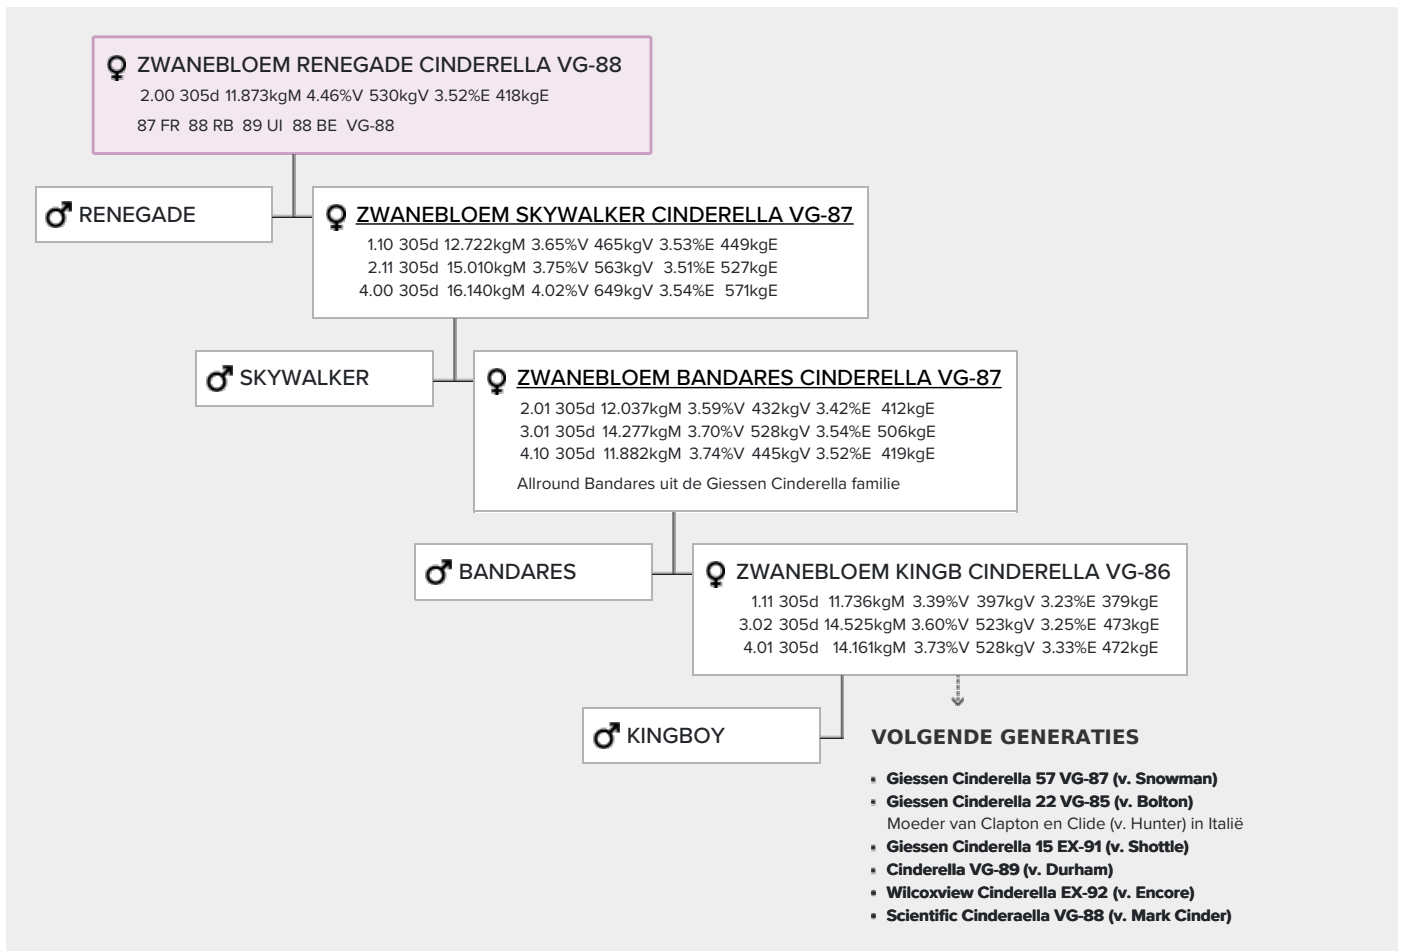 ZWANEBLOEM RENEGADE CINDERELLA VG-88
2.00 305d 11.873kgM 4.46%V 530kgV 3.52%E 418kgE
87 FR 88 RB 89 UI 88 BE VG-88
RENEGADE
ZWANEBLOEM SKYWALKER CINDERELLA VG-87
1.10 305d 12.722kgM 3.65%V 465kgV 3.53%E 449kgE
2.11 305d 15.010kgM 3.75%V 563kgV 3.51%E 527kgE
4.00 305d 16.140kgM 4.02%V 649kgV 3.54%E 571kgE
SKYWALKER
ZWANEBLOEM BANDARES CINDERELLA VG-87
2.01 305d 12.037kgM 3.59%V 432kgV 3.42%E 412kgE
3.01 305d 14.277kgM 3.70%V 528kgV 3.54%E 506kgE
4.10 305d 11.882kgM 3.74%V 445kgV 3.52%E 419kgE
Allround Bandares uit de Giessen Cinderella familie
BANDARES
ZWANEBLOEM KINGB CINDERELLA VG-86
1.11 305d 11.736kgM 3.39%V 397kgV 3.23%E 379kgE
3.02 305d 14.525kgM 3.60%V 523kgV 3.25%E 473kgE
4.01 305d 14.161kgM 3.73%V 528kgV 3.33%E 472kgE
KINGBOY
VOLGENDE GENERATIES
Giessen Cinderella 57 VG-87 (v. Snowman)
Giessen Cinderella 22 VG-85 (v. Bolton)
Moeder van Clapton en Clide (v. Hunter) in Italië
Giessen Cinderella 15 EX-91 (v. Shottle)
Cinderella VG-89 (v. Durham)
Wilcoxview Cinderella EX-92 (v. Encore)
Scientific Cinderaella VG-88 (v. Mark Cinder)